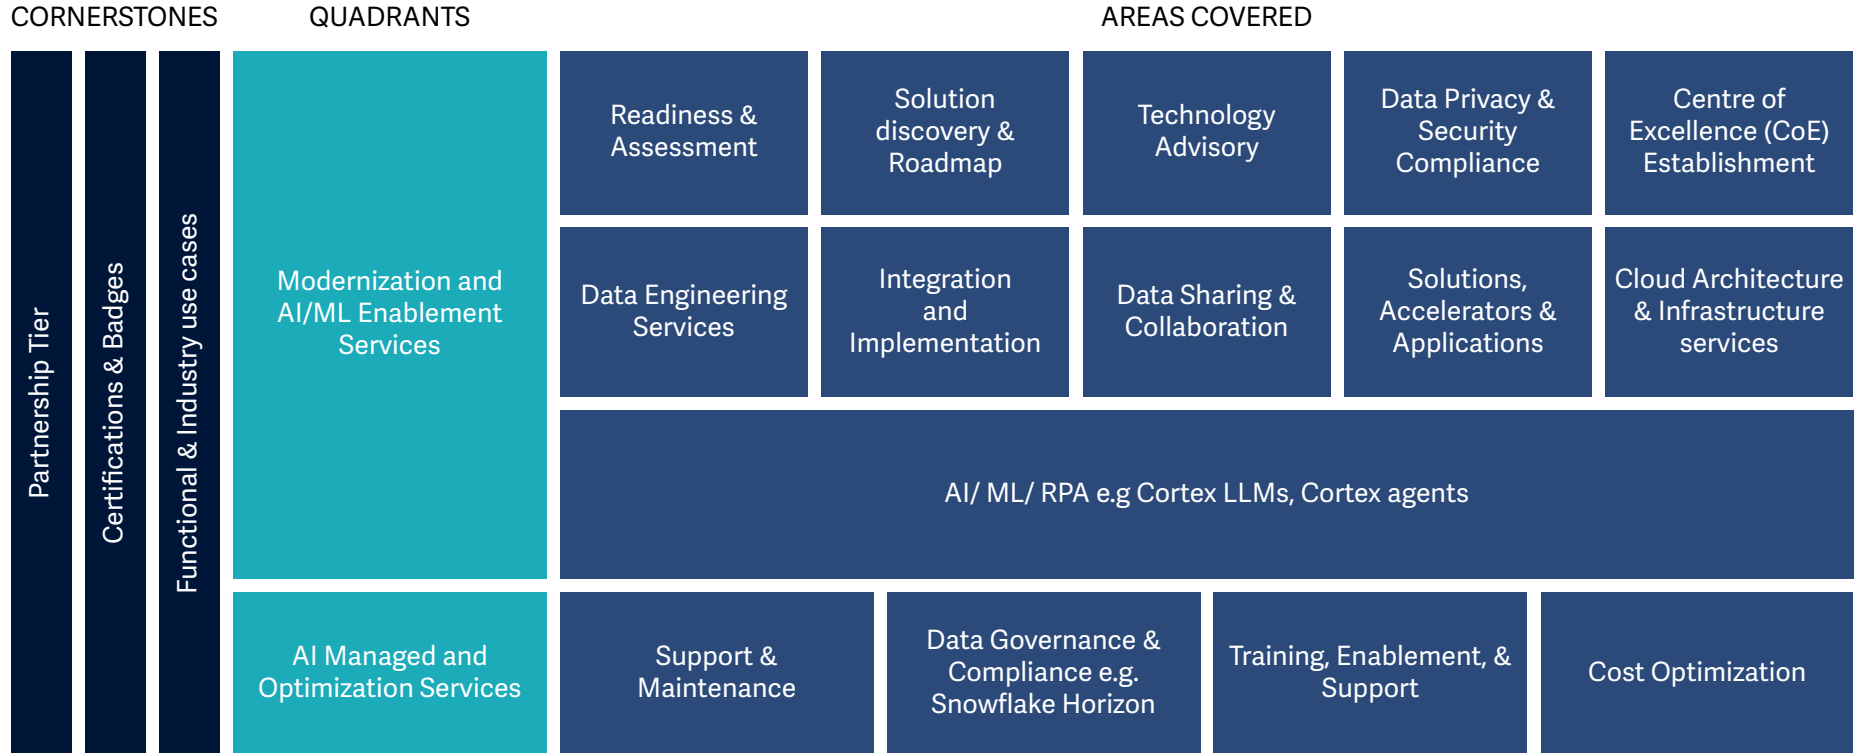 CORNERSTONES
QUADRANTS
AREAS COVERED
Partnership Tier
Certifications & Badges
Functional & Industry use cases
Modernization and
AI/ML Enablement
Services
Readiness &
Assessment
Solution
discovery &
Roadmap
Technology
Advisory
Data Privacy &
Security
Compliance
Centre of
Excellence (CoE)
Establishment
Data Engineering
Services
Integration
and
Implementation
Data Sharing &
Collaboration
Solutions,
Accelerators &
Applications
Cloud Architecture
& Infrastructure
services
AI/ ML/ RPA e.g Cortex LLMs, Cortex agents
AI Managed and
Optimization Services
Support &
Maintenance
Data Governance &
Compliance e.g.
Snowflake Horizon
Training, Enablement, &
Support
Cost Optimization